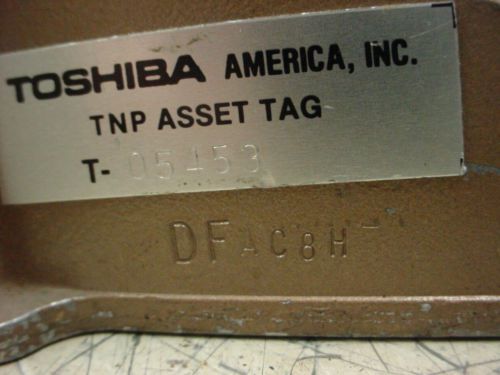 TOSHIBA AMERICA, INC.
TNP ASSET TAG
T- 05453
DFAC8H